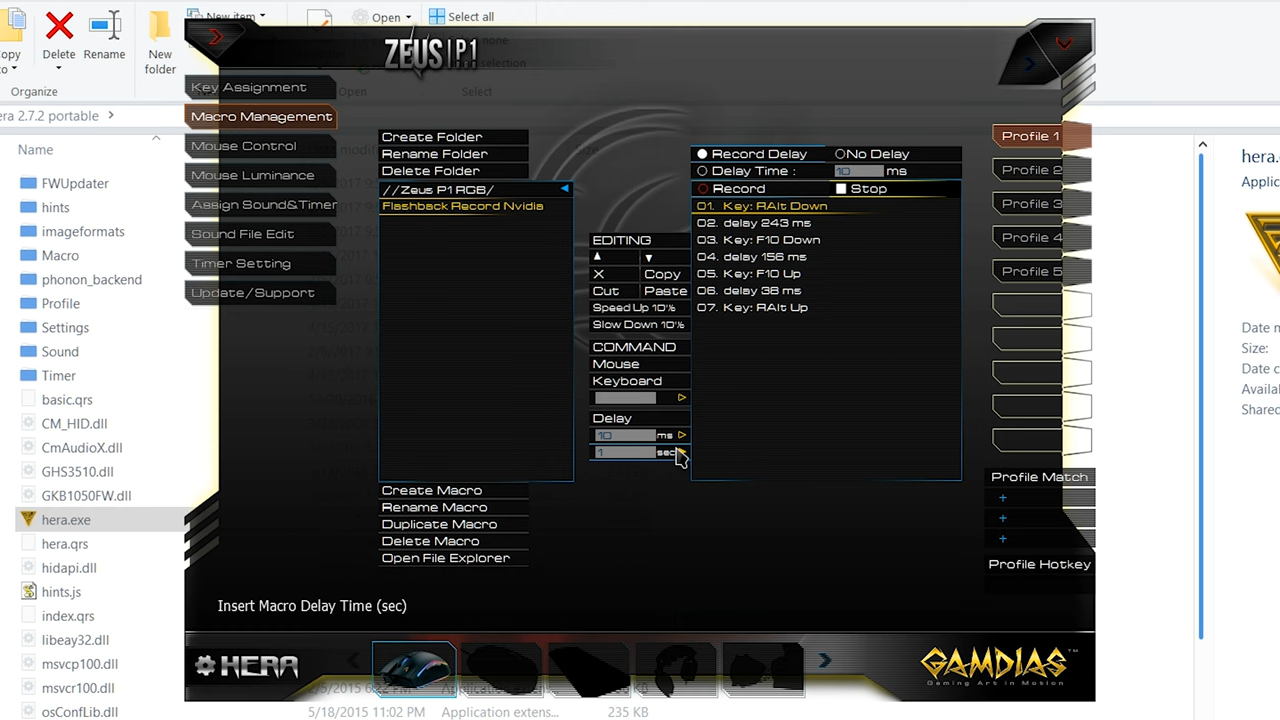 New item
Open
Select all
Copy
to
Delete
Rename
New
folder
Organize
Open
Select
ZEUS|P1
era 2.7.2 portable
Name
FWUpdater
hints
imageformats
Macro
phonon_backend
Profile
Settings
Sound
Timer
basic.qrs
CM_HID.dll
CmAudioX.dll
GHS3510.dll
GKB1050FW.dll
hera.exe
hera.qrs
hidapi.dll
hints.js
index.qrs
libeay32.dll
msvcp100.dll
msvcr100.dll
osConfLib.dll
Key Assignment
Macro Management
Mouse Control
Mouse Luminance
Assign Sound&Timer
Sound File Edit
Timer Setting
Update/Support
Create Folder
Rename Folder
Delete Folder
//Zeus P1 RGB/
Flashback Record Nvidia
Create Macro
Rename Macro
Duplicate Macro
Delete Macro
Open File Explorer
EDITING
X Copy
Cut Paste
Speed Up 10%
Slow Down 10%
COMMAND
Mouse
Keyboard
Delay
10 ms
1 sec
Record Delay No Delay
Delay Time : 10 ms
Record Stop
01. Key: RAlt Down
02. delay 243 ms
03. Key: F10 Down
04. delay 156 ms
05. Key: F10 Up
06. delay 38 ms
07. Key: RAlt Up
Profile 1
Profile 2
Profile 3
Profile 4
Profile 5
Profile Match
+
+
+
Profile Hotkey
hera.
Applic
Date m
Size:
Date c
Availa
Shared
Insert Macro Delay Time (sec)
HERA
GAMDIAS™
Gaming Art in Motion
5/18/2015 11:02 PM Application extens... 235 KB